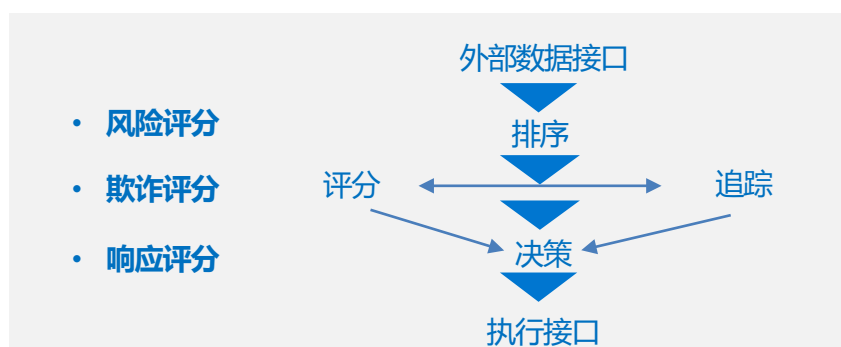 外部数据接口
• 风险评分
排序
• 欺诈评分
评分
追踪
• 响应评分
决策
执行接口